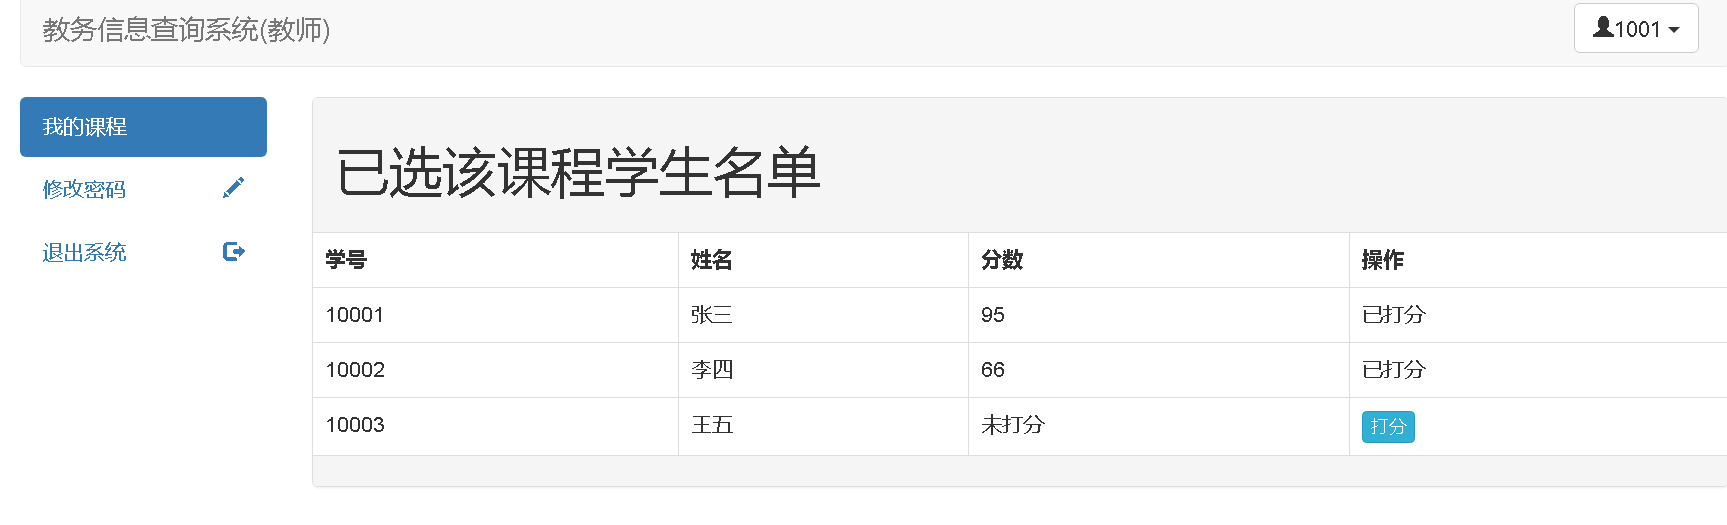 教务信息查询系统(教师)
1001
我的课程
修改密码
退出系统
已选该课程学生名单
学号 姓名 分数 操作
10001 张三 95 已打分
10002 李四 66 已打分
10003 王五 未打分 打分